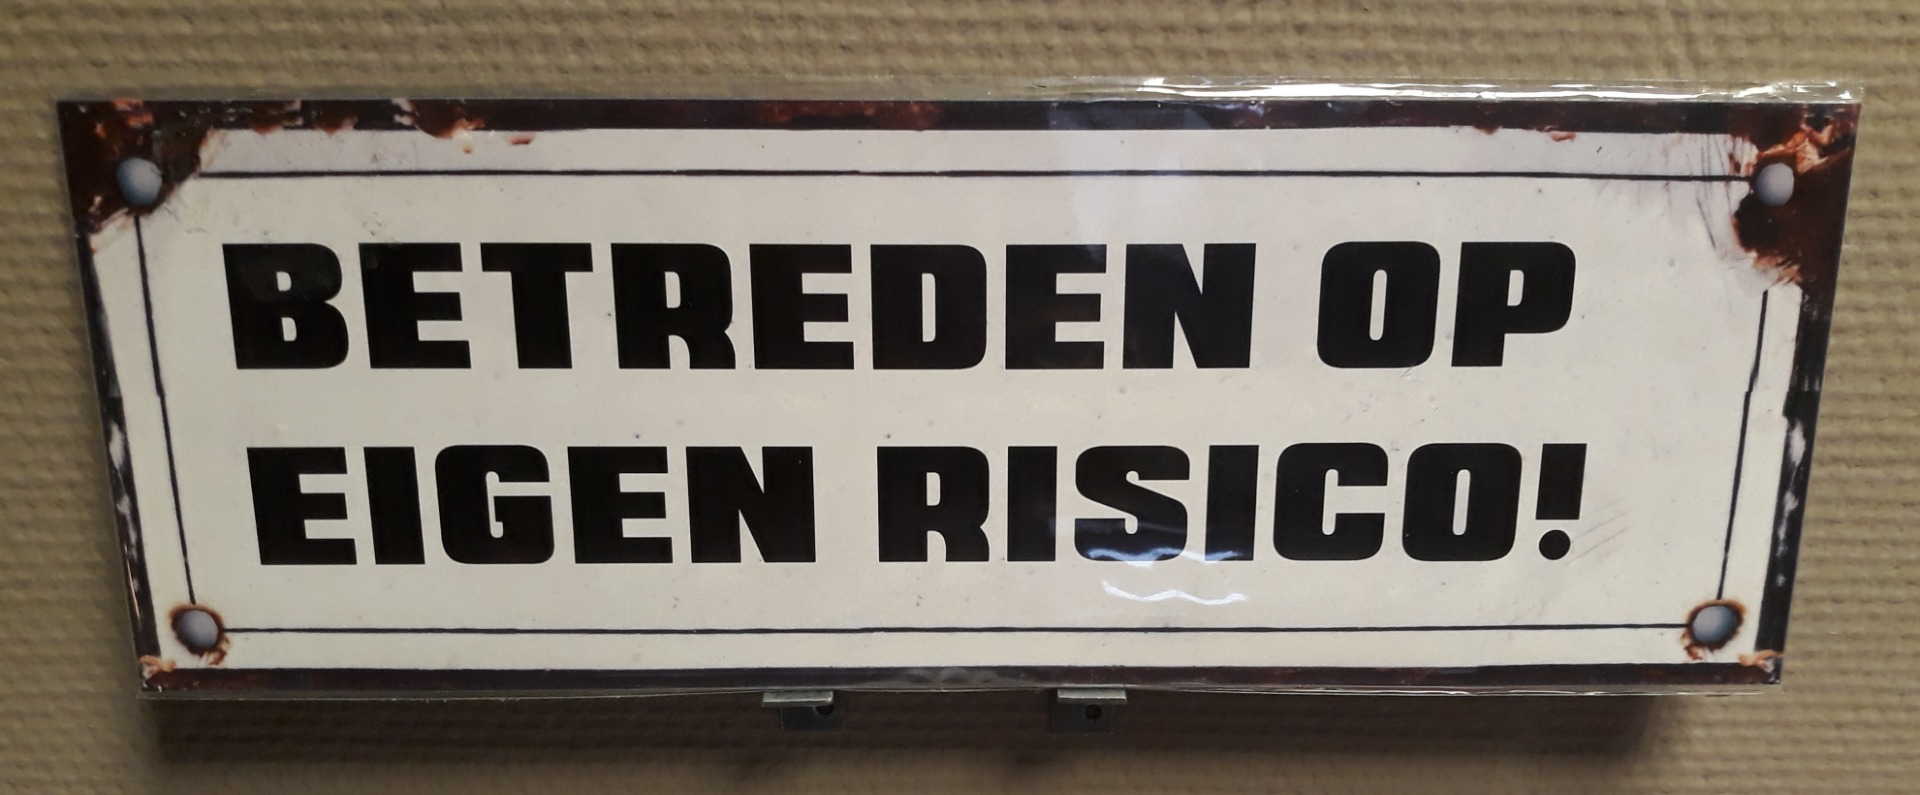 BETREDEN OP
EIGEN RISICO!